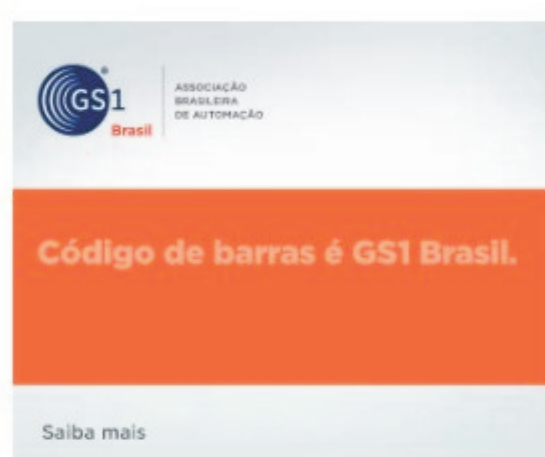 GS1
Brasil
ASSOCIAÇÃO
BRASILEIRA
DE AUTOMAÇÃO
Código de barras é GS1 Brasil.
Saiba mais